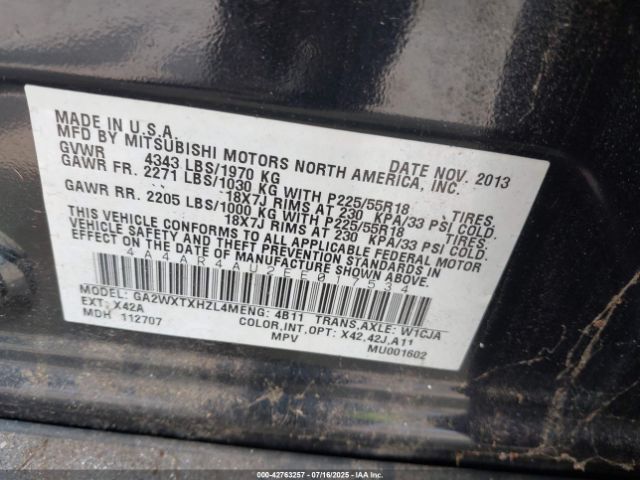 MADE IN U.S.A.
MFD BY MITSUBISHI MOTORS NORTH AMERICA, INC.
DATE NOV. 2013
GVWR 4343 LBS/1970 KG
GAWR FR. 2271 LBS/1030 KG WITH P225/55R18 TIRES
18X7J RIMS AT 230 KPA/33 PSI COLD.
GAWR RR. 2205 LBS/1000 KG WITH P225/55R18 TIRES
18X7J RIMS AT 230 KPA/33 PSI COLD.
THIS VEHICLE CONFORMS TO ALL APPLICABLE FEDERAL MOTOR
VEHICLE SAFETY, BUMPER, AND THEFT PREVENTION STANDARDS IN
EFFECT ON THE DATE OF MANUFACTURE SHOWN ABOVE.
4A4AR4AU2EE017534
MODEL: GA2WXTXHZL4M ENG: 4B11 TRANS,AXLE: W1CJA
EXT: X42A COLOR,INT,OPT: X42,42J,A11
MDH 112707 MPV MU001602
000-42763257 - 07/16/2025 - IAA Inc.